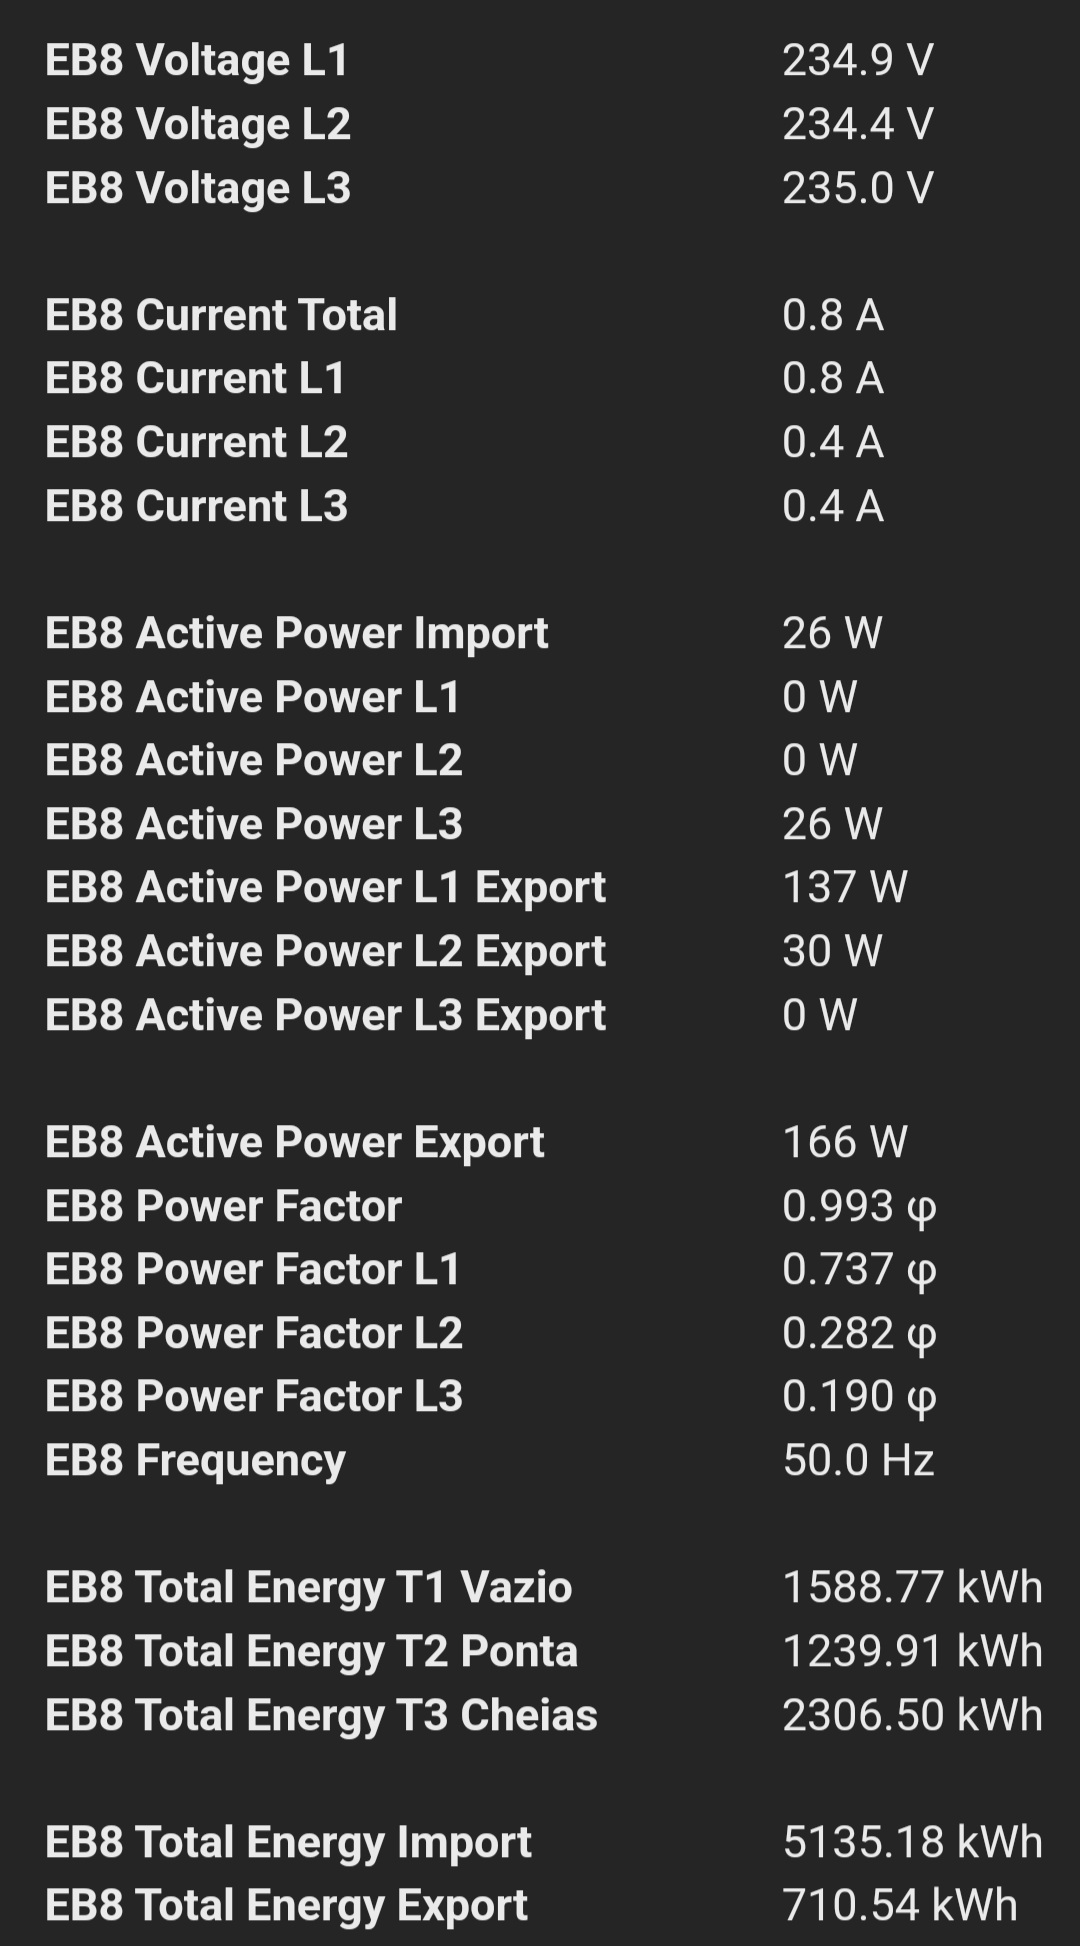 EB8 Voltage L1 234.9 V
EB8 Voltage L2 234.4 V
EB8 Voltage L3 235.0 V
EB8 Current Total 0.8 A
EB8 Current L1 0.8 A
EB8 Current L2 0.4 A
EB8 Current L3 0.4 A
EB8 Active Power Import 26 W
EB8 Active Power L1 0 W
EB8 Active Power L2 0 W
EB8 Active Power L3 26 W
EB8 Active Power L1 Export 137 W
EB8 Active Power L2 Export 30 W
EB8 Active Power L3 Export 0 W
EB8 Active Power Export 166 W
EB8 Power Factor 0.993 φ
EB8 Power Factor L1 0.737 φ
EB8 Power Factor L2 0.282 φ
EB8 Power Factor L3 0.190 φ
EB8 Frequency 50.0 Hz
EB8 Total Energy T1 Vazio 1588.77 kWh
EB8 Total Energy T2 Ponta 1239.91 kWh
EB8 Total Energy T3 Cheias 2306.50 kWh
EB8 Total Energy Import 5135.18 kWh
EB8 Total Energy Export 710.54 kWh